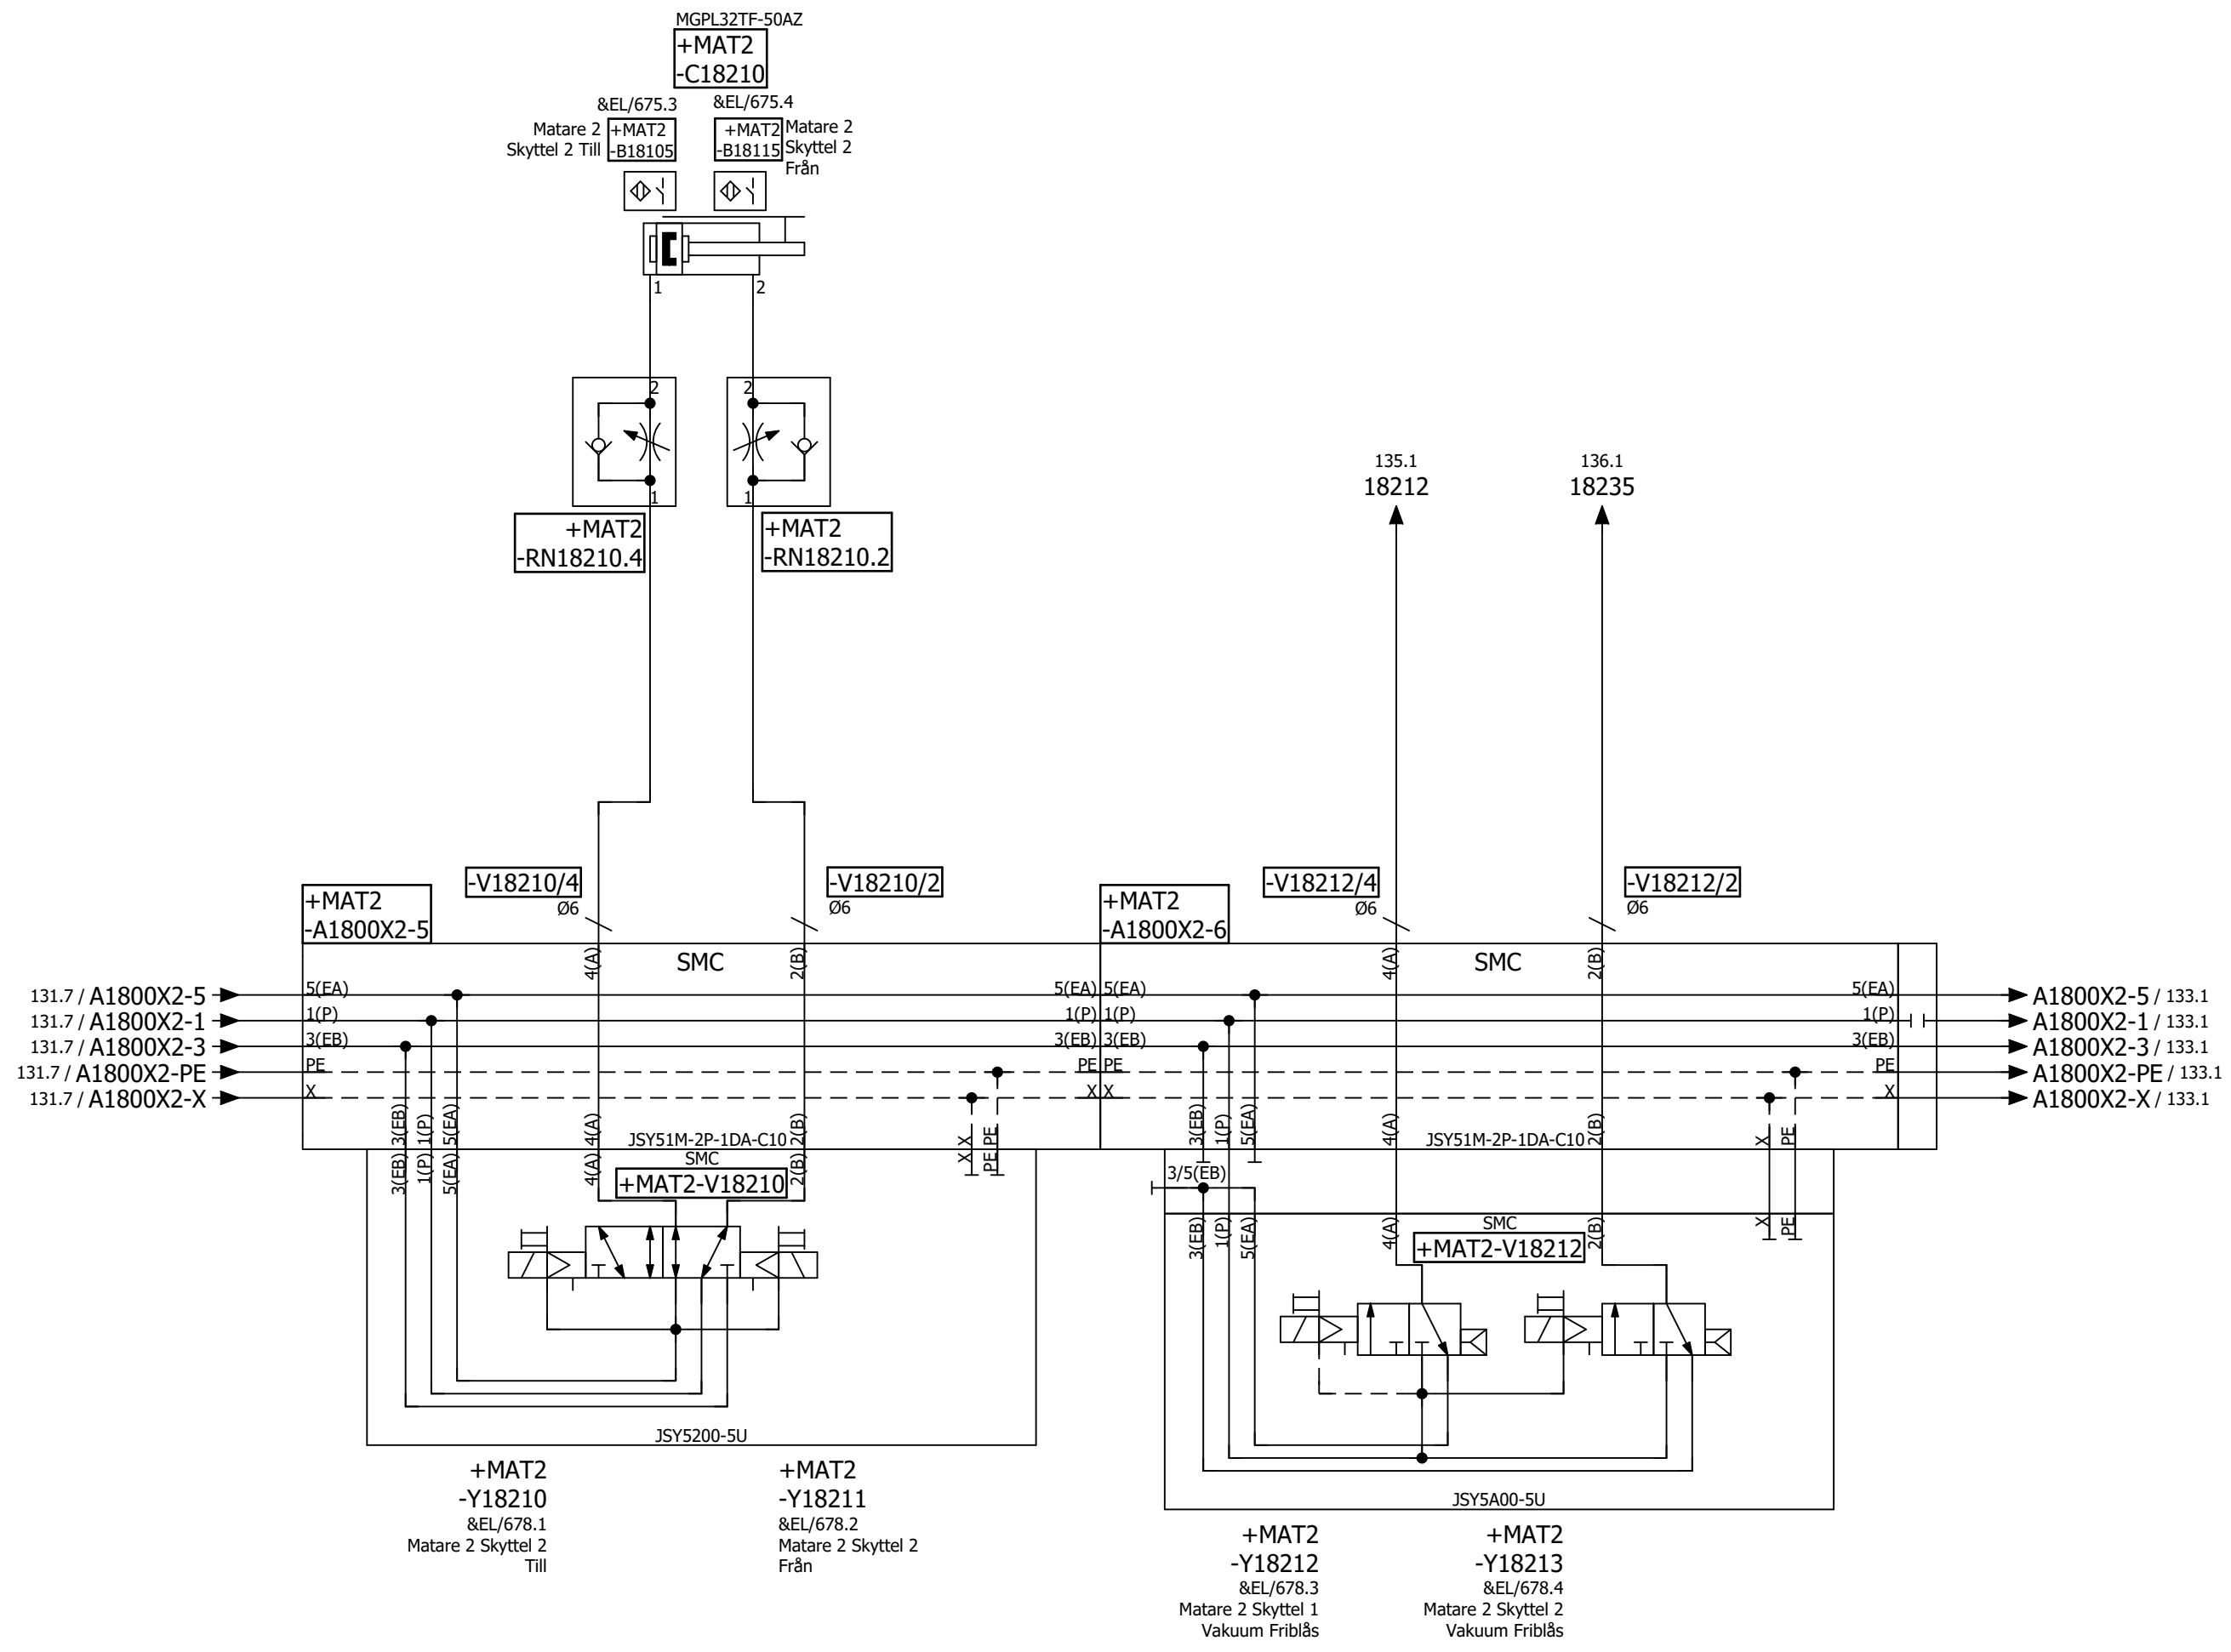 MGPL32TF-50AZ
+MAT2
-C18210
&EL/675.3
&EL/675.4
Matare 2
Skyttel 2 Till
+MAT2
-B18105
+MAT2
-B18115
Matare 2
Skyttel 2
Från
1
2
2
1
2
1
+MAT2
-RN18210.4
+MAT2
-RN18210.2
135.1
18212
136.1
18235
-V18210/4
Ø6
-V18210/2
Ø6
-V18212/4
Ø6
-V18212/2
Ø6
+MAT2
-A1800X2-5
+MAT2
-A1800X2-6
4(A)
SMC
2(B)
4(A)
SMC
2(B)
131.7 / A1800X2-5
5(EA)
5(EA)
5(EA)
5(EA)
A1800X2-5 / 133.1
131.7 / A1800X2-1
1(P)
1(P)
1(P)
1(P)
A1800X2-1 / 133.1
131.7 / A1800X2-3
3(EB)
3(EB)
3(EB)
3(EB)
A1800X2-3 / 133.1
131.7 / A1800X2-PE
PE
PE
PE
PE
A1800X2-PE / 133.1
131.7 / A1800X2-X
X
X
X
X
A1800X2-X / 133.1
3(EB)
1(P)
5(EA)
4(A)
JSY51M-2P-1DA-C10
2(B)
X
PE
3(EB)
1(P)
5(EA)
4(A)
JSY51M-2P-1DA-C10
2(B)
X
PE
3(EB)
1(P)
5(EA)
4(A)
SMC
+MAT2-V18210
2(B)
X
PE
3/5(EB)
3(EB)
1(P)
5(EA)
4(A)
SMC
+MAT2-V18212
2(B)
X
PE
JSY5200-5U
JSY5A00-5U
+MAT2
-Y18210
&EL/678.1
Matare 2 Skyttel 2
Till
+MAT2
-Y18211
&EL/678.2
Matare 2 Skyttel 2
Från
+MAT2
-Y18212
&EL/678.3
Matare 2 Skyttel 1
Vakuum Friblås
+MAT2
-Y18213
&EL/678.4
Matare 2 Skyttel 2
Vakuum Friblås